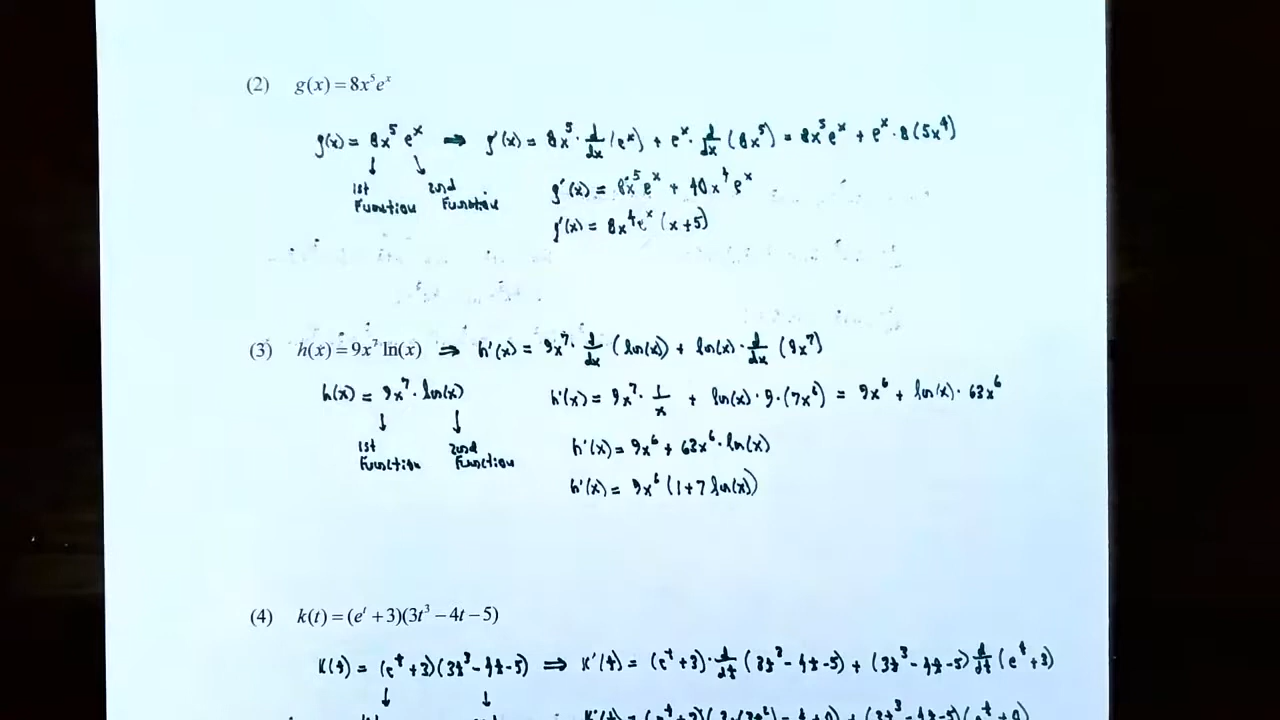 (2) g(x) = 8x⁵eˣ
g(x) = 8x⁵ eˣ ⇒ g'(x) = 8x⁵ · d/dx (eˣ) + eˣ · d/dx (8x⁵) = 8x⁵eˣ + eˣ · 8(5x⁴)
1st Function 2nd Function
g'(x) = 8x⁵eˣ + 40x⁴eˣ
g'(x) = 8x⁴eˣ (x+5)
(3) h(x) = 9x⁷ ln(x) ⇒ h'(x) = 9x⁷ · d/dx (ln(x)) + ln(x) · d/dx (9x⁷)
h(x) = 9x⁷ · ln(x)
h'(x) = 9x⁷ · 1/x + ln(x) · 9 · (7x⁶) = 9x⁶ + ln(x) · 63x⁶
1st Function 2nd Function
h'(x) = 9x⁶ + 63x⁶ · ln(x)
h'(x) = 9x⁶ (1+7 ln(x))
(4) k(t) = (eᵗ + 3)(3t³ − 4t − 5)
K(t) = (eᵗ+3)(3t³−4t−5) ⇒ K'(t) = (eᵗ+3) · d/dt (3t³−4t−5) + (3t³−4t−5) d/dt (eᵗ+3)